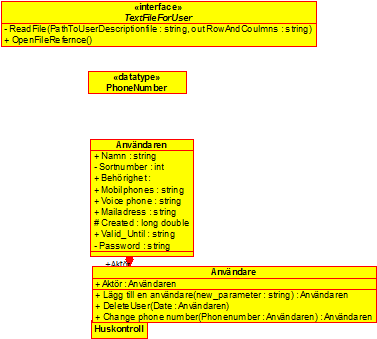 «interface»
TextFileForUser
- ReadFile(PathToUserDescriptionfile : string, out RowAndCoulmns : string)
+ OpenFileRefernce()
«datatype»
PhoneNumber
Användaren
+ Namn : string
- Sortnumber : int
+ Behörighet :
+ Mobilphones : string
+ Voice phone : string
+ Mailadress : string
# Created : long double
+ Valid_Until : string
- Password : string
+Aktör
Användare
+ Aktör : Användaren
+ Lägg till en användare(new_parameter : string) : Användaren
+ DeleteUser(Date : Användaren)
+ Change phone number(Phonenumber : Användaren) : Användaren
Huskontroll